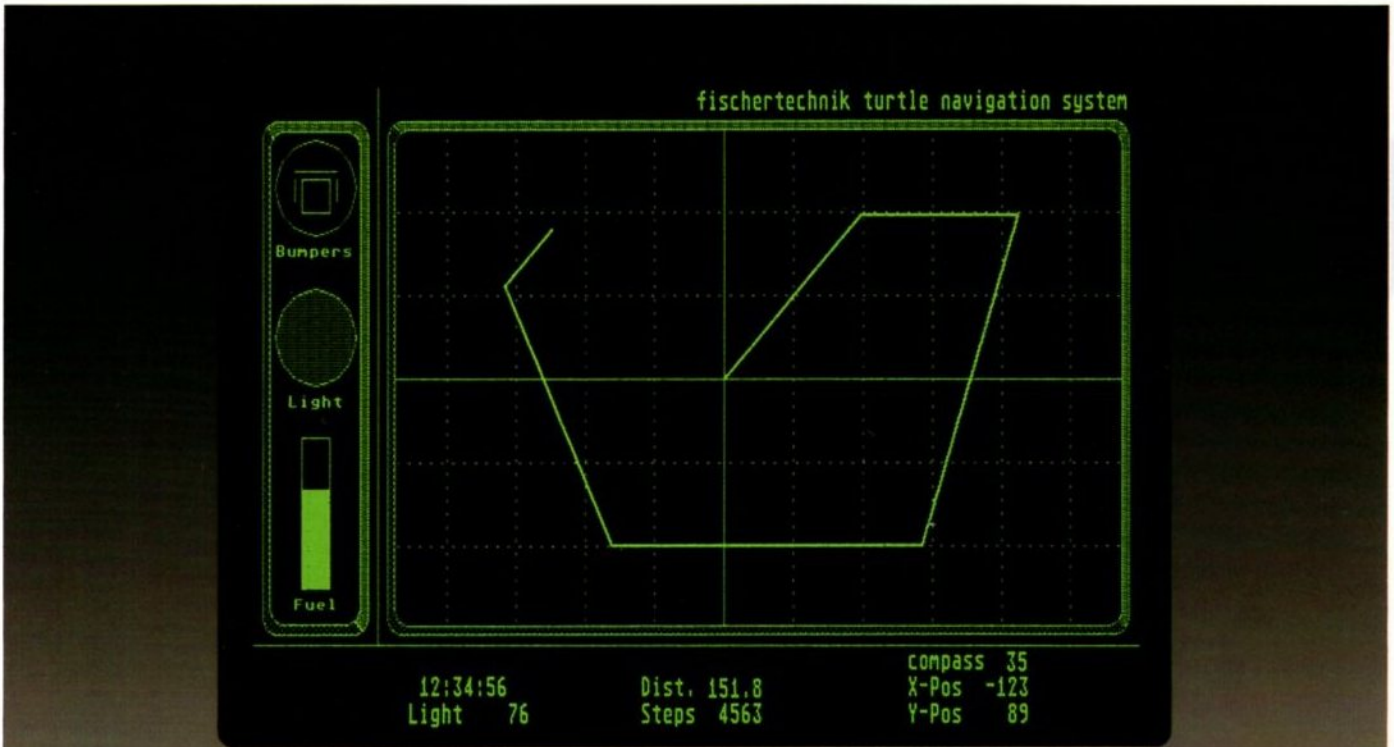 fischertechnik turtle navigation system
Bumpers
Light
Fuel
compass 35
12:34:56 Dist. 151.8 X-Pos -123
Light 76 Steps 4563 Y-Pos 89